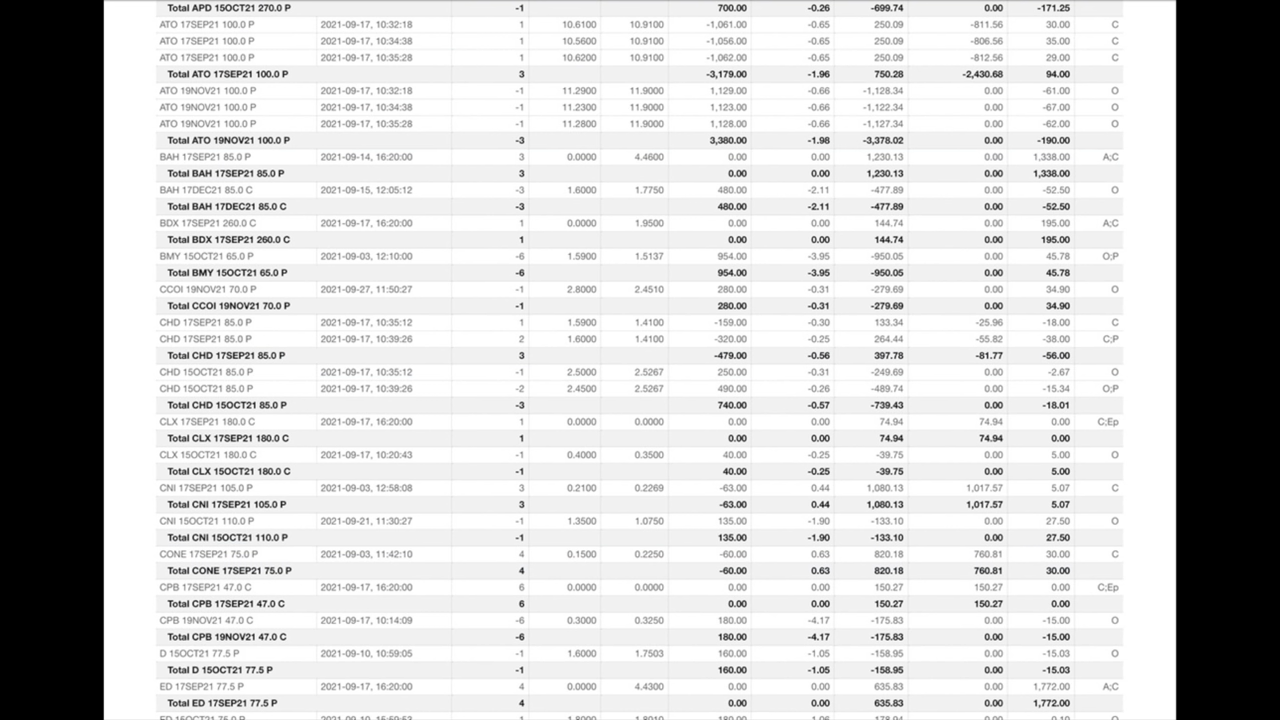 Total APD 15OCT21 270.0 P -1 700.00 -0.26 -699.74 0.00 -171.25
ATO 17SEP21 100.0 P 2021-09-17, 10:32:18 1 10.6100 10.9100 -1,061.00 -0.65 250.09 -811.56 30.00 C
ATO 17SEP21 100.0 P 2021-09-17, 10:34:38 1 10.5600 10.9100 -1,056.00 -0.65 250.09 -806.56 35.00 C
ATO 17SEP21 100.0 P 2021-09-17, 10:35:28 1 10.6200 10.9100 -1,062.00 -0.65 250.09 -812.56 29.00 C
Total ATO 17SEP21 100.0 P 3 -3,179.00 -1.96 750.28 -2,430.68 94.00
ATO 19NOV21 100.0 P 2021-09-17, 10:32:18 -1 11.2900 11.9000 1,129.00 -0.66 -1,128.34 0.00 -61.00 O
ATO 19NOV21 100.0 P 2021-09-17, 10:34:38 -1 11.2300 11.9000 1,123.00 -0.66 -1,122.34 0.00 -67.00 O
ATO 19NOV21 100.0 P 2021-09-17, 10:35:28 -1 11.2800 11.9000 1,128.00 -0.66 -1,127.34 0.00 -62.00 O
Total ATO 19NOV21 100.0 P -3 3,380.00 -1.98 -3,378.02 0.00 -190.00
BAH 17SEP21 85.0 P 2021-09-14, 16:20:00 3 0.0000 4.4600 0.00 0.00 1,230.13 0.00 1,338.00 A;C
Total BAH 17SEP21 85.0 P 3 0.00 0.00 1,230.13 0.00 1,338.00
BAH 17DEC21 85.0 C 2021-09-15, 12:05:12 -3 1.6000 1.7750 480.00 -2.11 -477.89 0.00 -52.50 O
Total BAH 17DEC21 85.0 C -3 480.00 -2.11 -477.89 0.00 -52.50
BDX 17SEP21 260.0 C 2021-09-17, 16:20:00 1 0.0000 1.9500 0.00 0.00 144.74 0.00 195.00 A;C
Total BDX 17SEP21 260.0 C 1 0.00 0.00 144.74 0.00 195.00
BMY 15OCT21 65.0 P 2021-09-03, 12:10:00 -6 1.5900 1.5137 954.00 -3.95 -950.05 0.00 45.78 O;P
Total BMY 15OCT21 65.0 P -6 954.00 -3.95 -950.05 0.00 45.78
CCOI 19NOV21 70.0 P 2021-09-27, 11:50:27 -1 2.8000 2.4510 280.00 -0.31 -279.69 0.00 34.90 O
Total CCOI 19NOV21 70.0 P -1 280.00 -0.31 -279.69 0.00 34.90
CHD 17SEP21 85.0 P 2021-09-17, 10:35:12 1 1.5900 1.4100 -159.00 -0.30 133.34 -25.96 -18.00 C
CHD 17SEP21 85.0 P 2021-09-17, 10:39:26 2 1.6000 1.4100 -320.00 -0.25 264.44 -55.82 -38.00 C;P
Total CHD 17SEP21 85.0 P 3 -479.00 -0.56 397.78 -81.77 -56.00
CHD 15OCT21 85.0 P 2021-09-17, 10:35:12 -1 2.5000 2.5267 250.00 -0.31 -249.69 0.00 -2.67 O
CHD 15OCT21 85.0 P 2021-09-17, 10:39:26 -2 2.4500 2.5267 490.00 -0.26 -489.74 0.00 -15.34 O;P
Total CHD 15OCT21 85.0 P -3 740.00 -0.57 -739.43 0.00 -18.01
CLX 17SEP21 180.0 C 2021-09-17, 16:20:00 1 0.0000 0.0000 0.00 0.00 74.94 74.94 0.00 C;Ep
Total CLX 17SEP21 180.0 C 1 0.00 0.00 74.94 74.94 0.00
CLX 15OCT21 180.0 C 2021-09-17, 10:20:43 -1 0.4000 0.3500 40.00 -0.25 -39.75 0.00 5.00 O
Total CLX 15OCT21 180.0 C -1 40.00 -0.25 -39.75 0.00 5.00
CNI 17SEP21 105.0 P 2021-09-03, 12:58:08 3 0.2100 0.2269 -63.00 0.44 1,080.13 1,017.57 5.07 C
Total CNI 17SEP21 105.0 P 3 -63.00 0.44 1,080.13 1,017.57 5.07
CNI 15OCT21 110.0 P 2021-09-21, 11:30:27 -1 1.3500 1.0750 135.00 -1.90 -133.10 0.00 27.50 O
Total CNI 15OCT21 110.0 P -1 135.00 -1.90 -133.10 0.00 27.50
CONE 17SEP21 75.0 P 2021-09-03, 11:42:10 4 0.1500 0.2250 -60.00 0.63 820.18 760.81 30.00 C
Total CONE 17SEP21 75.0 P 4 -60.00 0.63 820.18 760.81 30.00
CPB 17SEP21 47.0 C 2021-09-17, 16:20:00 6 0.0000 0.0000 0.00 0.00 150.27 150.27 0.00 C;Ep
Total CPB 17SEP21 47.0 C 6 0.00 0.00 150.27 150.27 0.00
CPB 19NOV21 47.0 C 2021-09-17, 10:14:09 -6 0.3000 0.3250 180.00 -4.17 -175.83 0.00 -15.00 O
Total CPB 19NOV21 47.0 C -6 180.00 -4.17 -175.83 0.00 -15.00
D 15OCT21 77.5 P 2021-09-10, 10:59:05 -1 1.6000 1.7503 160.00 -1.05 -158.95 0.00 -15.03 O
Total D 15OCT21 77.5 P -1 160.00 -1.05 -158.95 0.00 -15.03
ED 17SEP21 77.5 P 2021-09-17, 16:20:00 4 0.0000 4.4300 0.00 0.00 635.83 0.00 1,772.00 A;C
Total ED 17SEP21 77.5 P 4 0.00 0.00 635.83 0.00 1,772.00